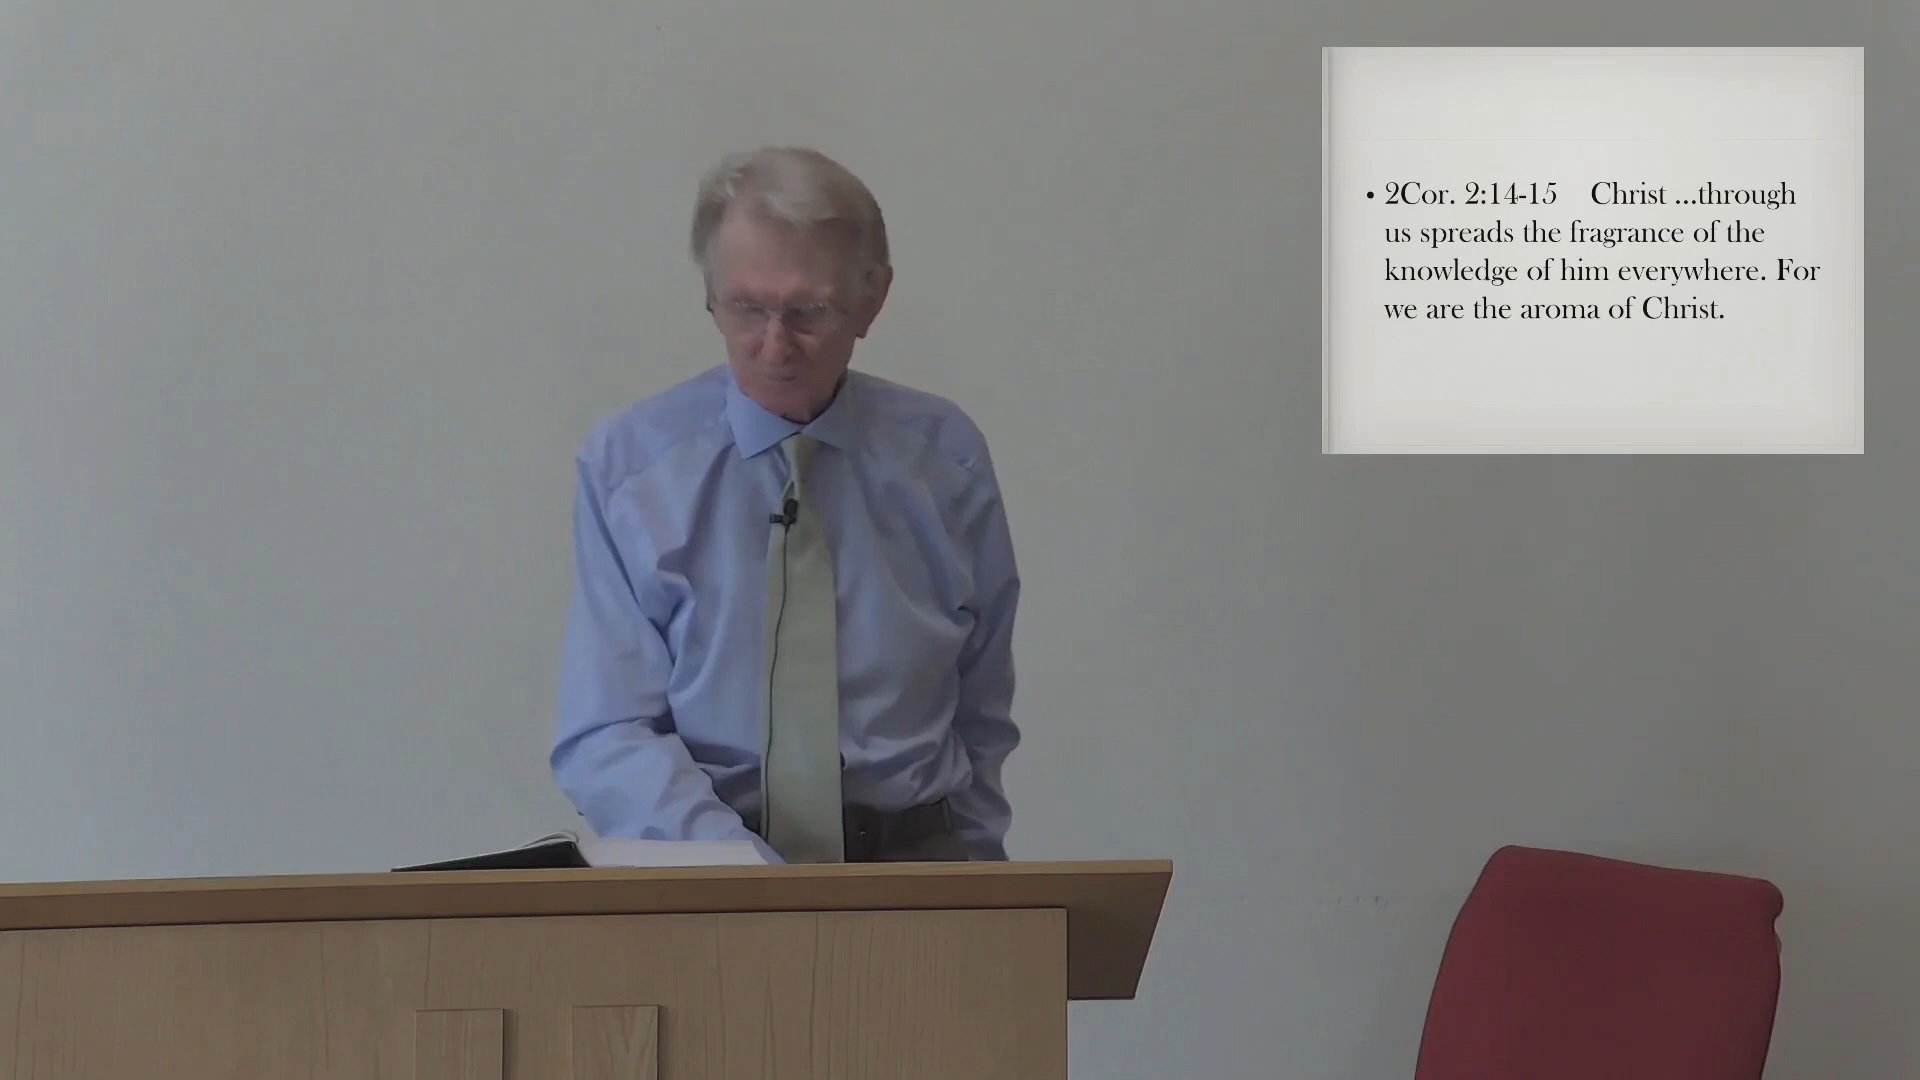 • 2Cor. 2:14-15 Christ ...through
us spreads the fragrance of the
knowledge of him everywhere. For
we are the aroma of Christ.